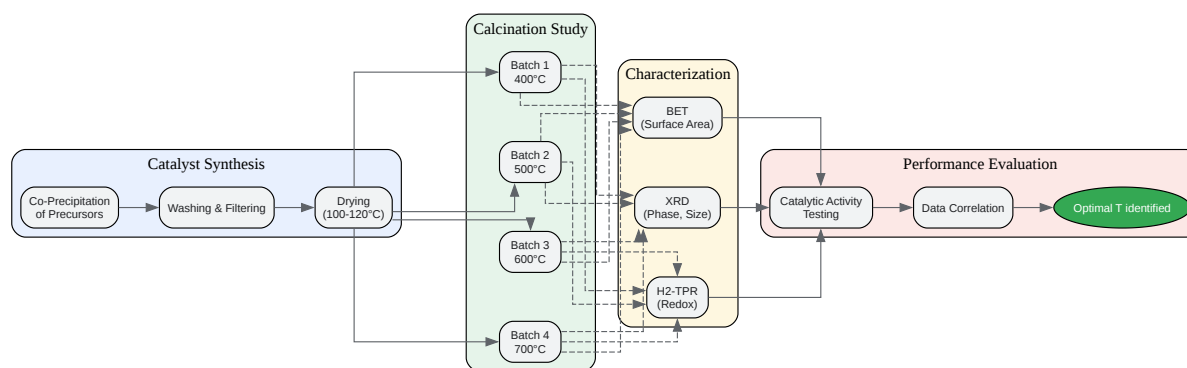 Catalyst Synthesis
Co-Precipitation
of Precursors
Washing & Filtering
Drying
(100-120°C)
Calcination Study
Batch 1
400°C
Batch 2
500°C
Batch 3
600°C
Batch 4
700°C
Characterization
BET
(Surface Area)
XRD
(Phase, Size)
H2-TPR
(Redox)
Performance Evaluation
Catalytic Activity
Testing
Data Correlation
Optimal T identified